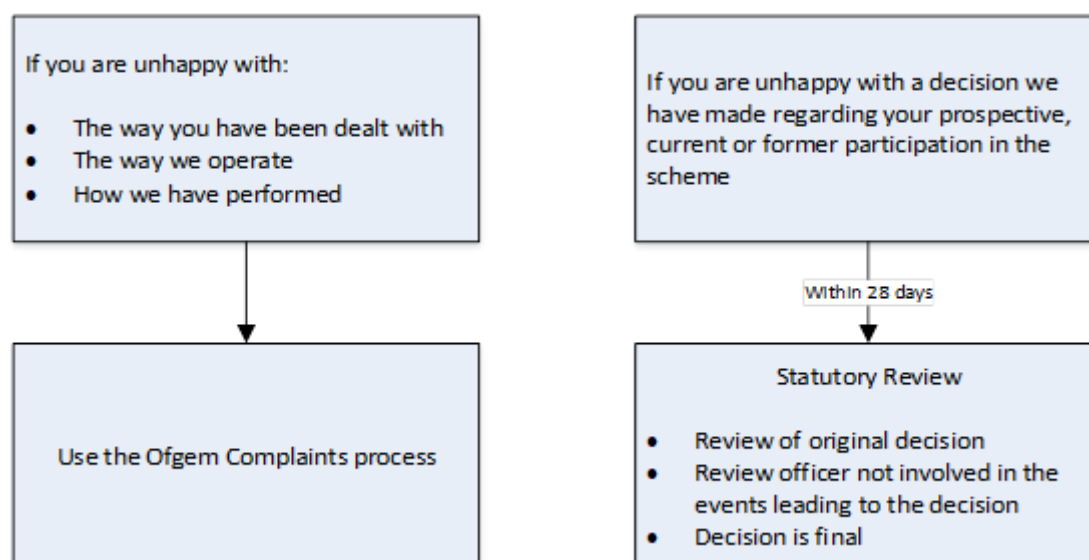 If you are unhappy with:
• The way you have been dealt with
• The way we operate
• How we have performed
Use the Ofgem Complaints process
If you are unhappy with a decision we
have made regarding your prospective,
current or former participation in the
scheme
Within 28 days
Statutory Review
• Review of original decision
• Review officer not involved in the
events leading to the decision
• Decision is final